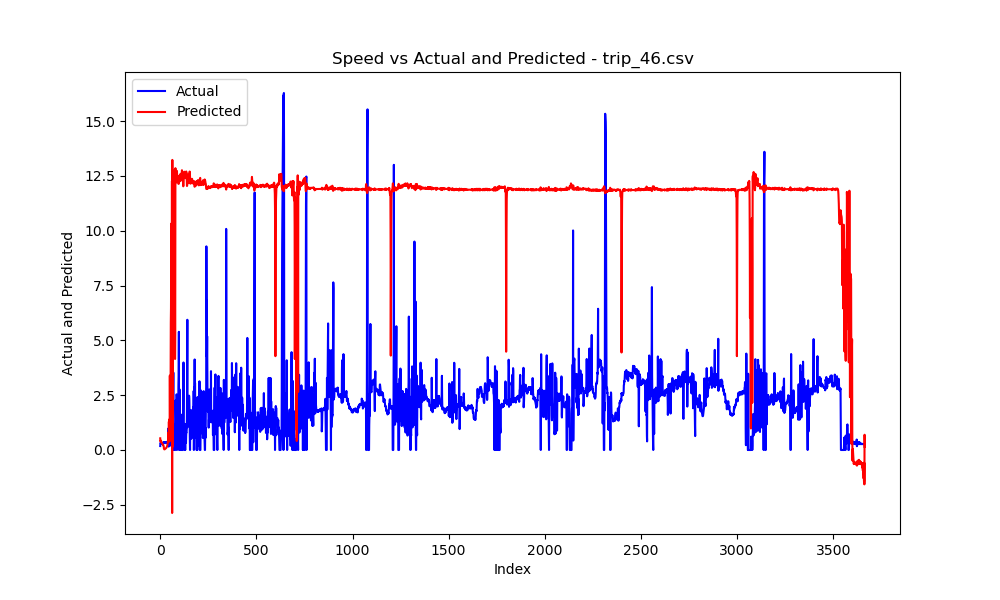 Speed vs Actual and Predicted - trip_46.csv
Actual
Predicted
Actual and Predicted
15.0
12.5
10.0
7.5
5.0
2.5
0.0
−2.5
0 500 1000 1500 2000 2500 3000 3500
Index